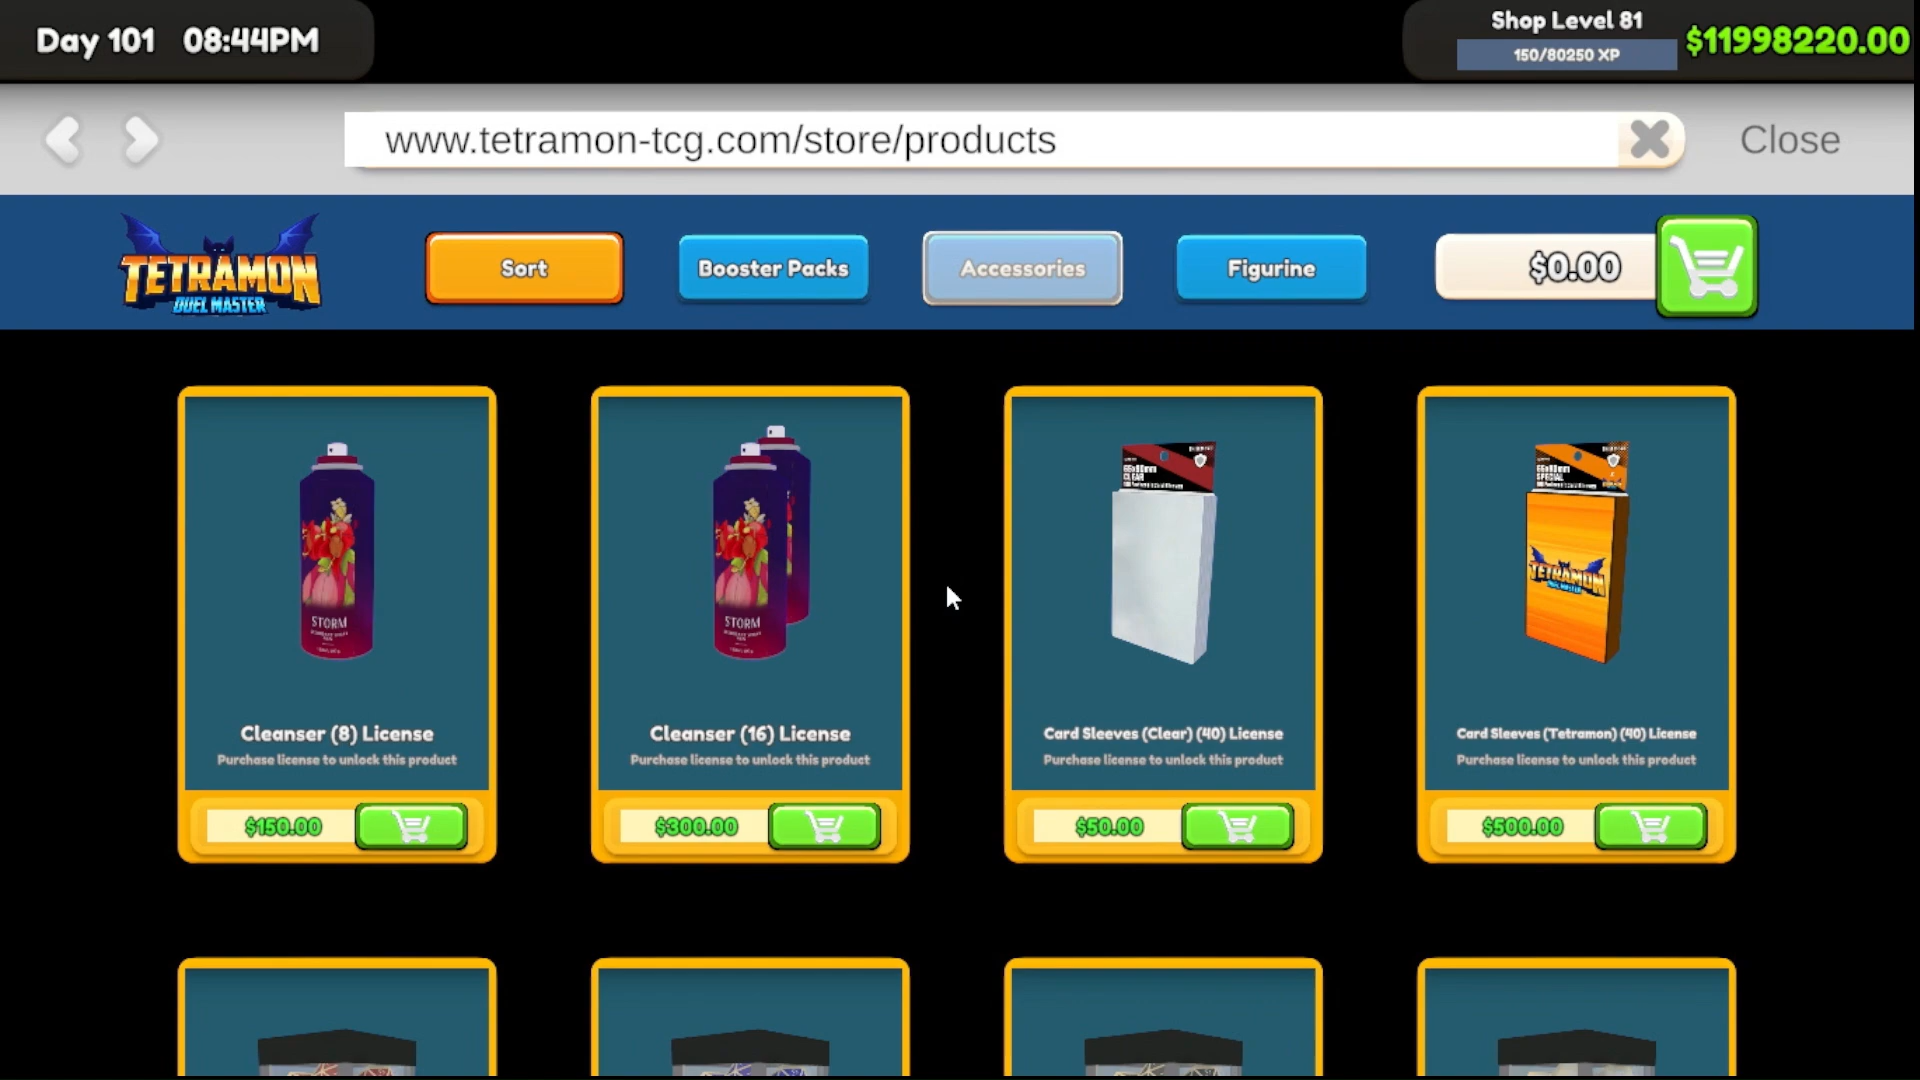 Day 101 08:44PM
Shop Level 81
150/80250 XP
$11998220.00
www.tetramon-tcg.com/store/products
Close
TETRAMON
DUEL MASTER
Sort
Booster Packs
Accessories
Figurine
$0.00
STORM
STORM
65x90mm
CLEAR
65x90mm
SPECIAL
TETRAMON
Cleanser (8) License
Purchase license to unlock this product
Cleanser (16) License
Purchase license to unlock this product
Card Sleeves (Clear) (40) License
Purchase license to unlock this product
Card Sleeves (Tetramon) (40) License
Purchase license to unlock this product
$150.00
$300.00
$50.00
$500.00